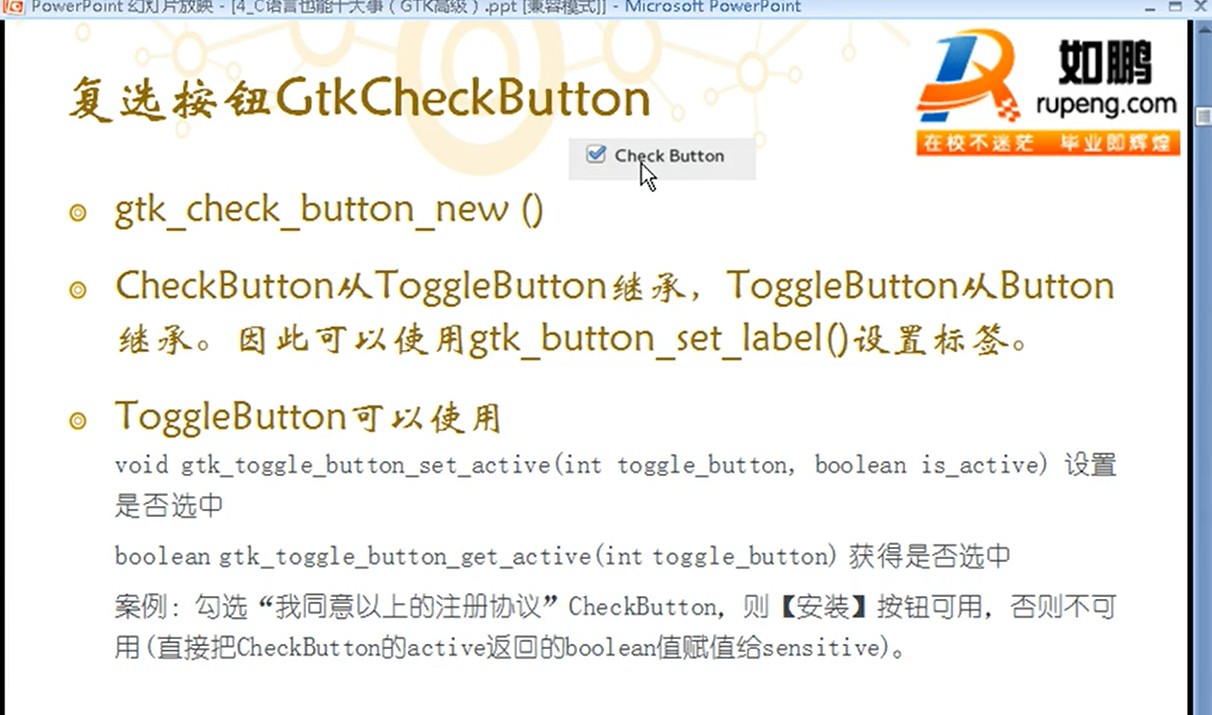 PowerPoint 幻灯片放映 - [4_C语言也能干大事（GTK高级）.ppt [兼容模式]] - Microsoft PowerPoint
复选按钮GtkCheckButton
如鹏
rupeng.com
在校不迷茫 毕业即辉煌
Check Button
gtk_check_button_new ()
CheckButton从ToggleButton继承，ToggleButton从Button
继承。因此可以使用gtk_button_set_label()设置标签。
ToggleButton可以使用
void gtk_toggle_button_set_active(int toggle_button, boolean is_active) 设置
是否选中
boolean gtk_toggle_button_get_active(int toggle_button) 获得是否选中
案例：勾选“我同意以上的注册协议”CheckButton，则【安装】按钮可用，否则不可
用(直接把CheckButton的active返回的boolean值赋值给sensitive)。